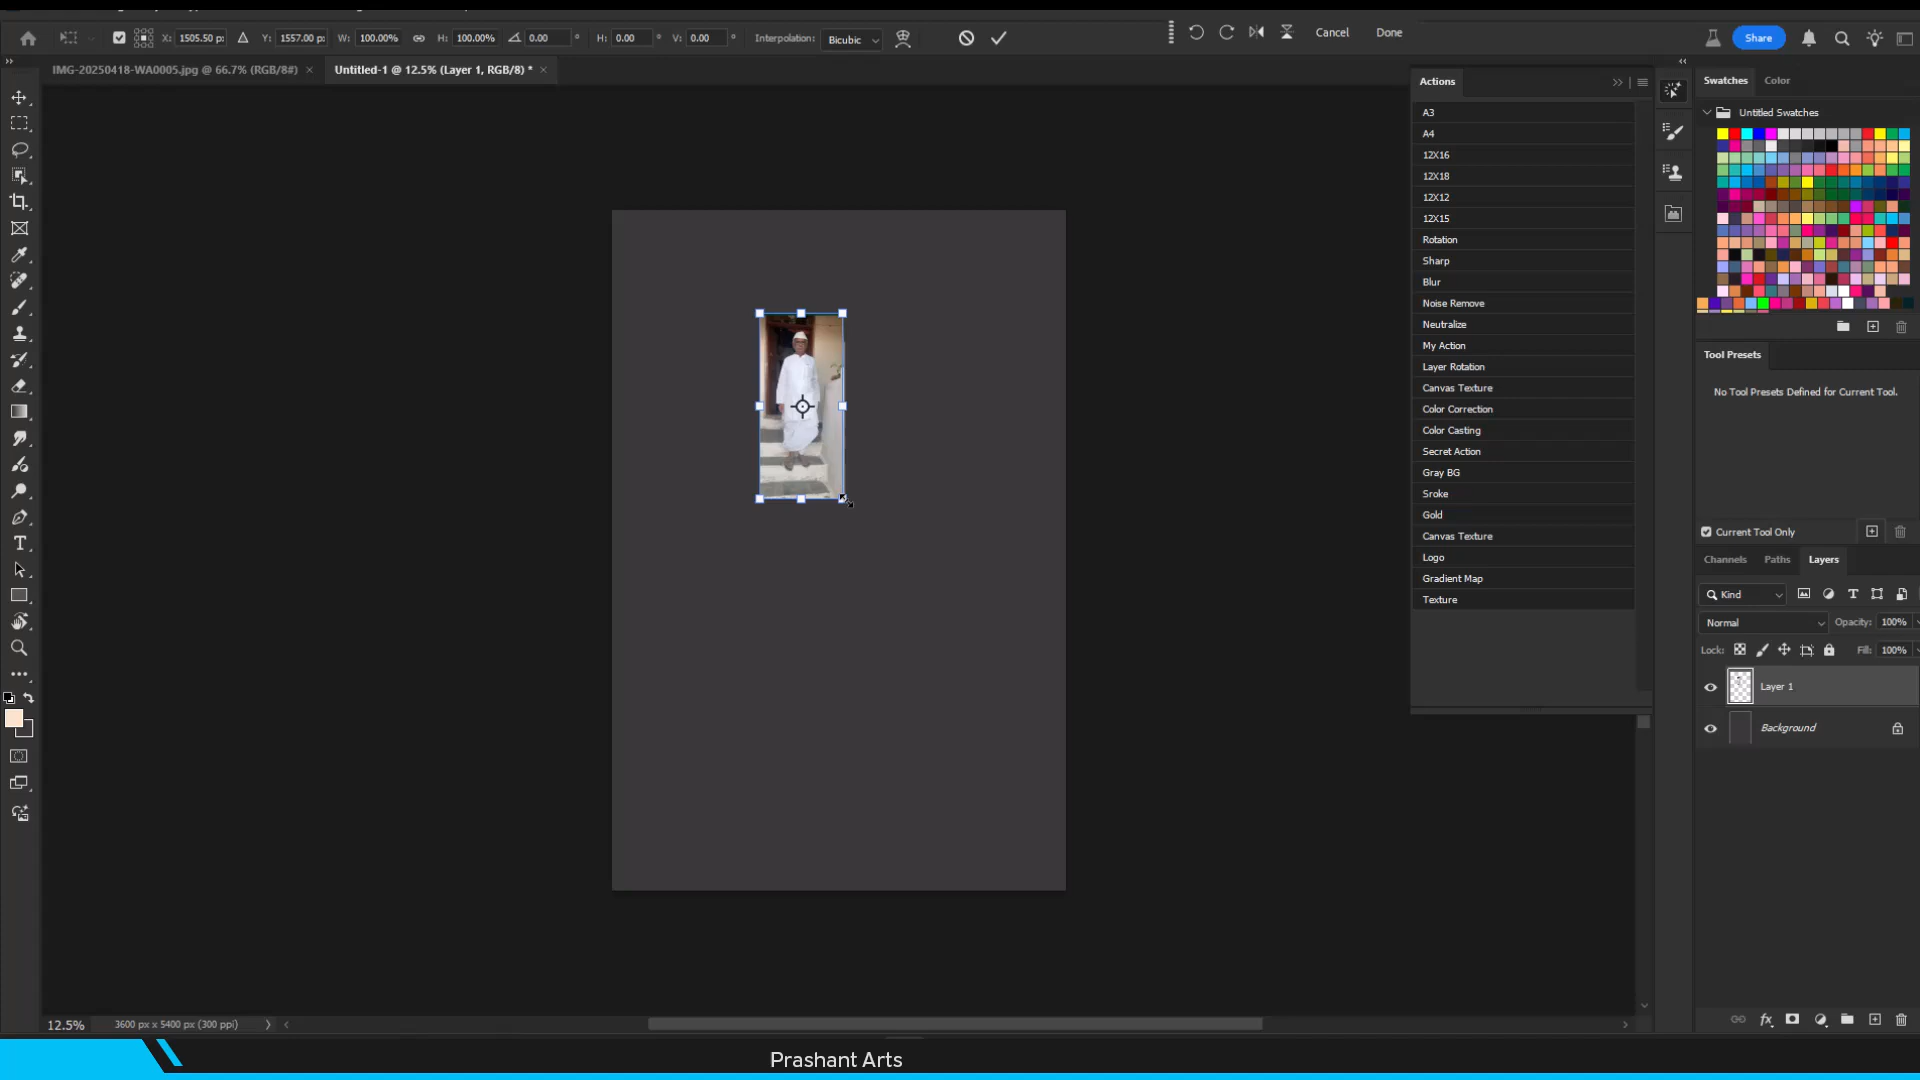 X: 1505.50 p: Y: 1557.00 p: W: 100.00% H: 100.00% 0.00 ° H: 0.00 ° V: 0.00 ° Interpolation: Bicubic Cancel Done Share
IMG-20250418-WA0005.jpg @ 66.7% (RGB/8#) × Untitled-1 @ 12.5% (Layer 1, RGB/8) * ×
Actions
A3
A4
12X16
12X18
12X12
12X15
Rotation
Sharp
Blur
Noise Remove
Neutralize
My Action
Layer Rotation
Canvas Texture
Color Correction
Color Casting
Secret Action
Gray BG
Sroke
Gold
Canvas Texture
Logo
Gradient Map
Texture
Swatches Color
Untitled Swatches
Tool Presets
No Tool Presets Defined for Current Tool.
Current Tool Only
Channels Paths Layers
Kind
Normal Opacity: 100%
Lock: Fill: 100%
Layer 1
Background
12.5% 3600 px x 5400 px (300 ppi)
Prashant Arts